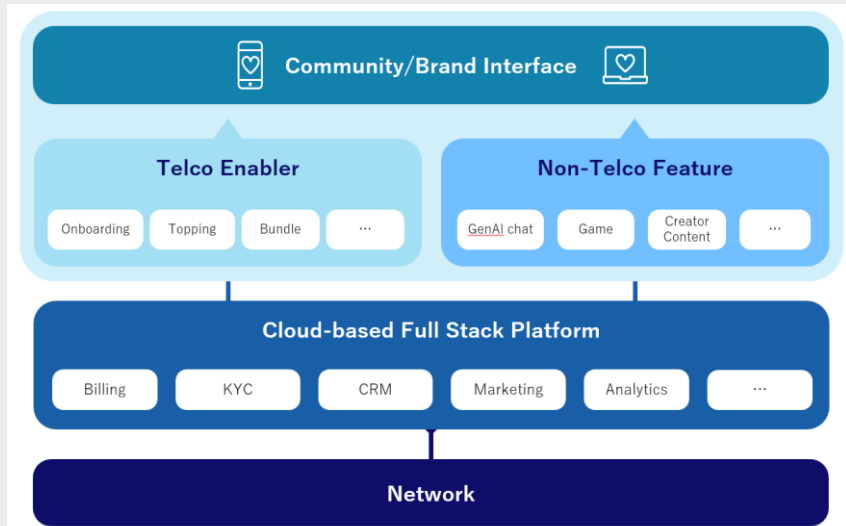 Community/Brand Interface
Telco Enabler
Onboarding
Topping
Bundle
...
Non-Telco Feature
GenAI chat
Game
Creator
Content
...
Cloud-based Full Stack Platform
Billing
KYC
CRM
Marketing
Analytics
...
Network